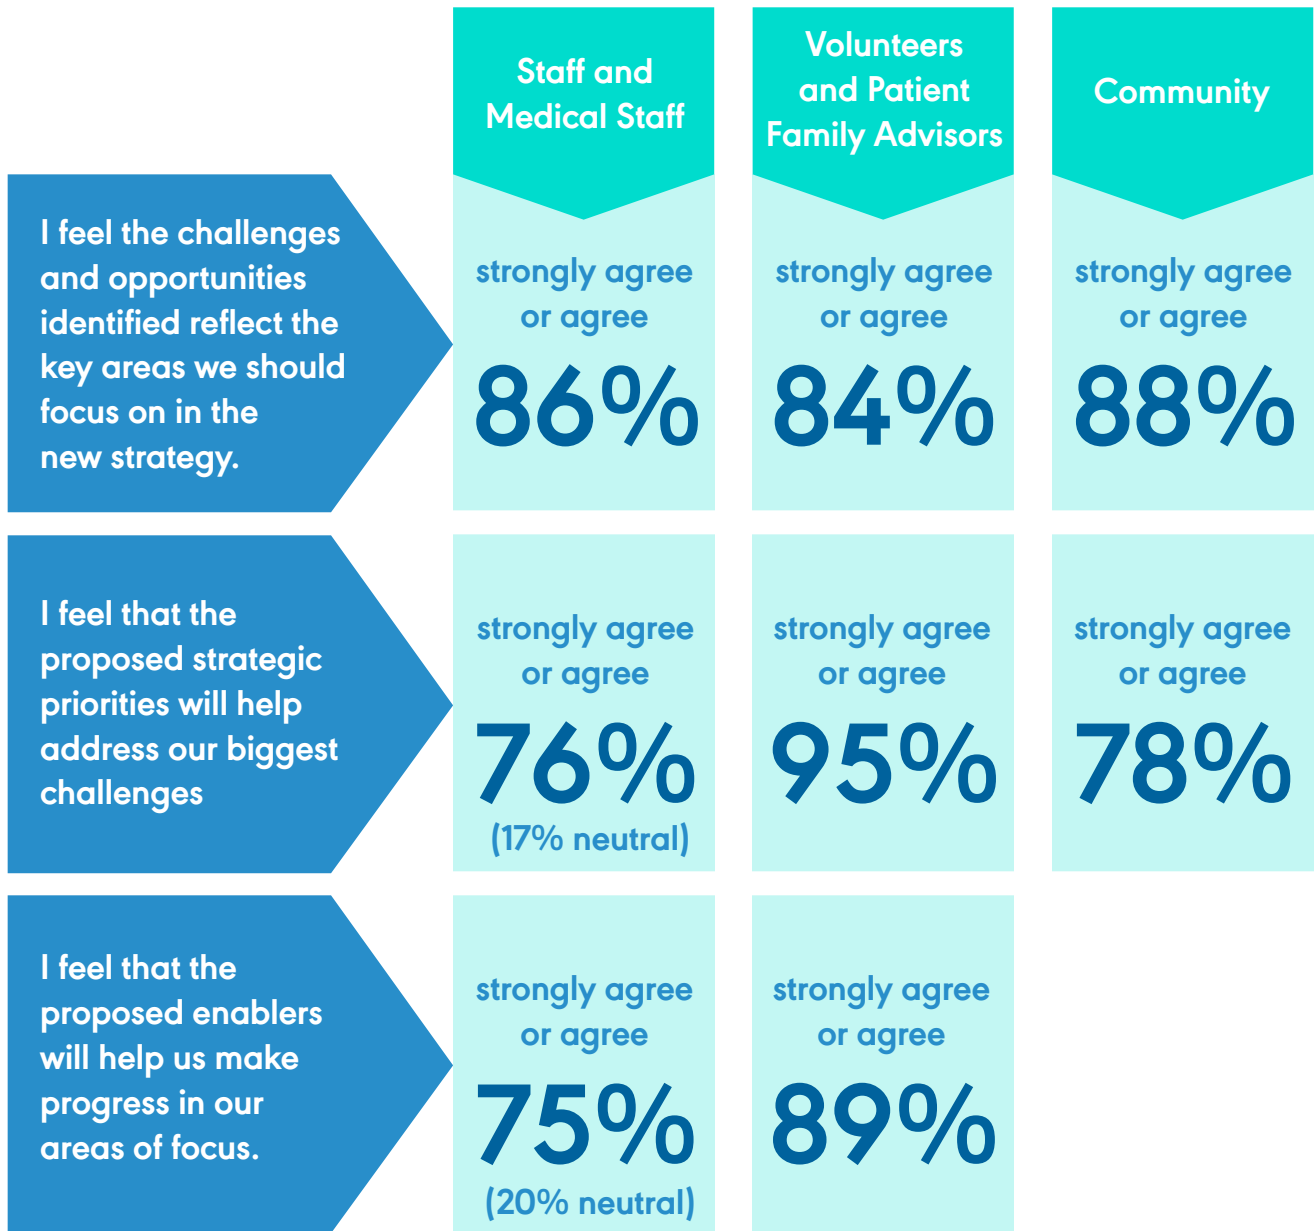 Staff and
Medical Staff
Volunteers
and Patient
Family Advisors
Community
I feel the challenges
and opportunities
identified reflect the
key areas we should
focus on in the
new strategy.
strongly agree
or agree
86%
strongly agree
or agree
84%
strongly agree
or agree
88%
I feel that the
proposed strategic
priorities will help
address our biggest
challenges
strongly agree
or agree
76%
(17% neutral)
strongly agree
or agree
95%
strongly agree
or agree
78%
I feel that the
proposed enablers
will help us make
progress in our
areas of focus.
strongly agree
or agree
75%
(20% neutral)
strongly agree
or agree
89%